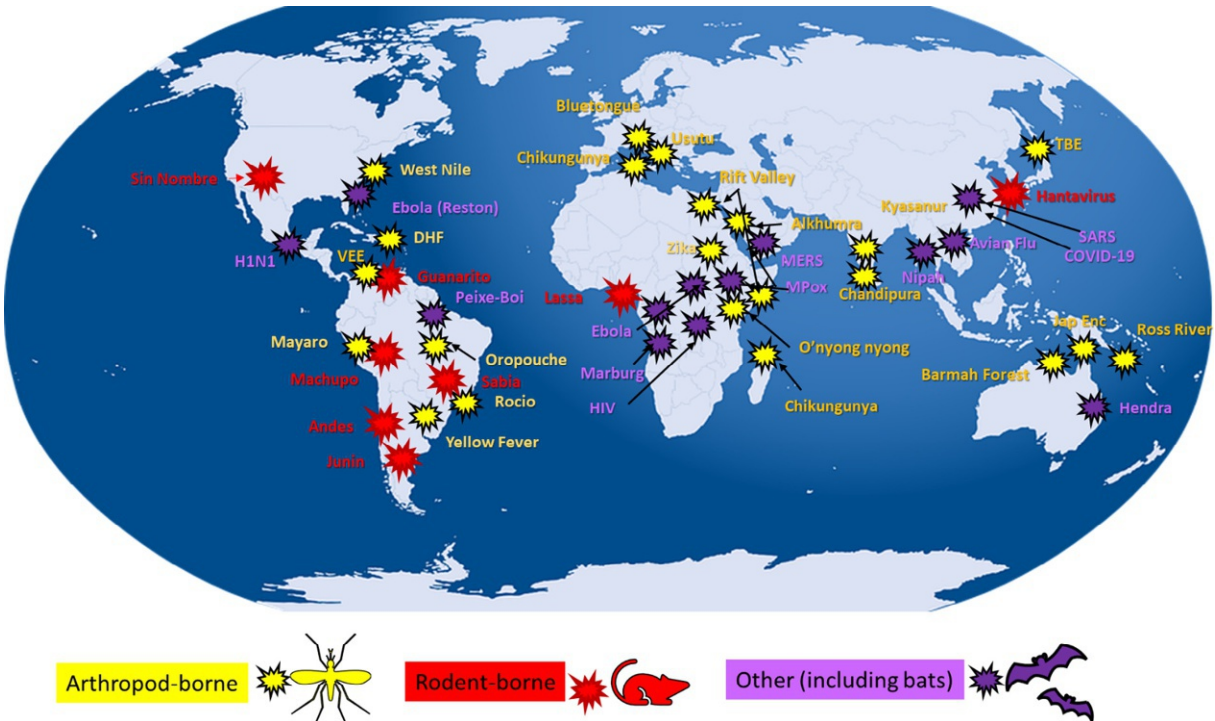 Bluetongue
Usutu
Chikungunya
TBE
Sin Nombre
West Nile
Rift Valley
Kyasanur
Hantavirus
Ebola (Reston)
Alkhumra
SARS
COVID-19
DHF
Zika
MERS
Avian Flu
H1N1
VEE
Guanarito
Nipah
MPox
Chandipura
Lassa
Peixe-Boi
Ebola
Jap Enc
Ross River
Mayaro
Oropouche
O'nyong nyong
Machupo
Sabia
Marburg
Barmah Forest
Rocio
HIV
Chikungunya
Hendra
Andes
Yellow Fever
Junin
Arthropod-borne
Rodent-borne
Other (including bats)